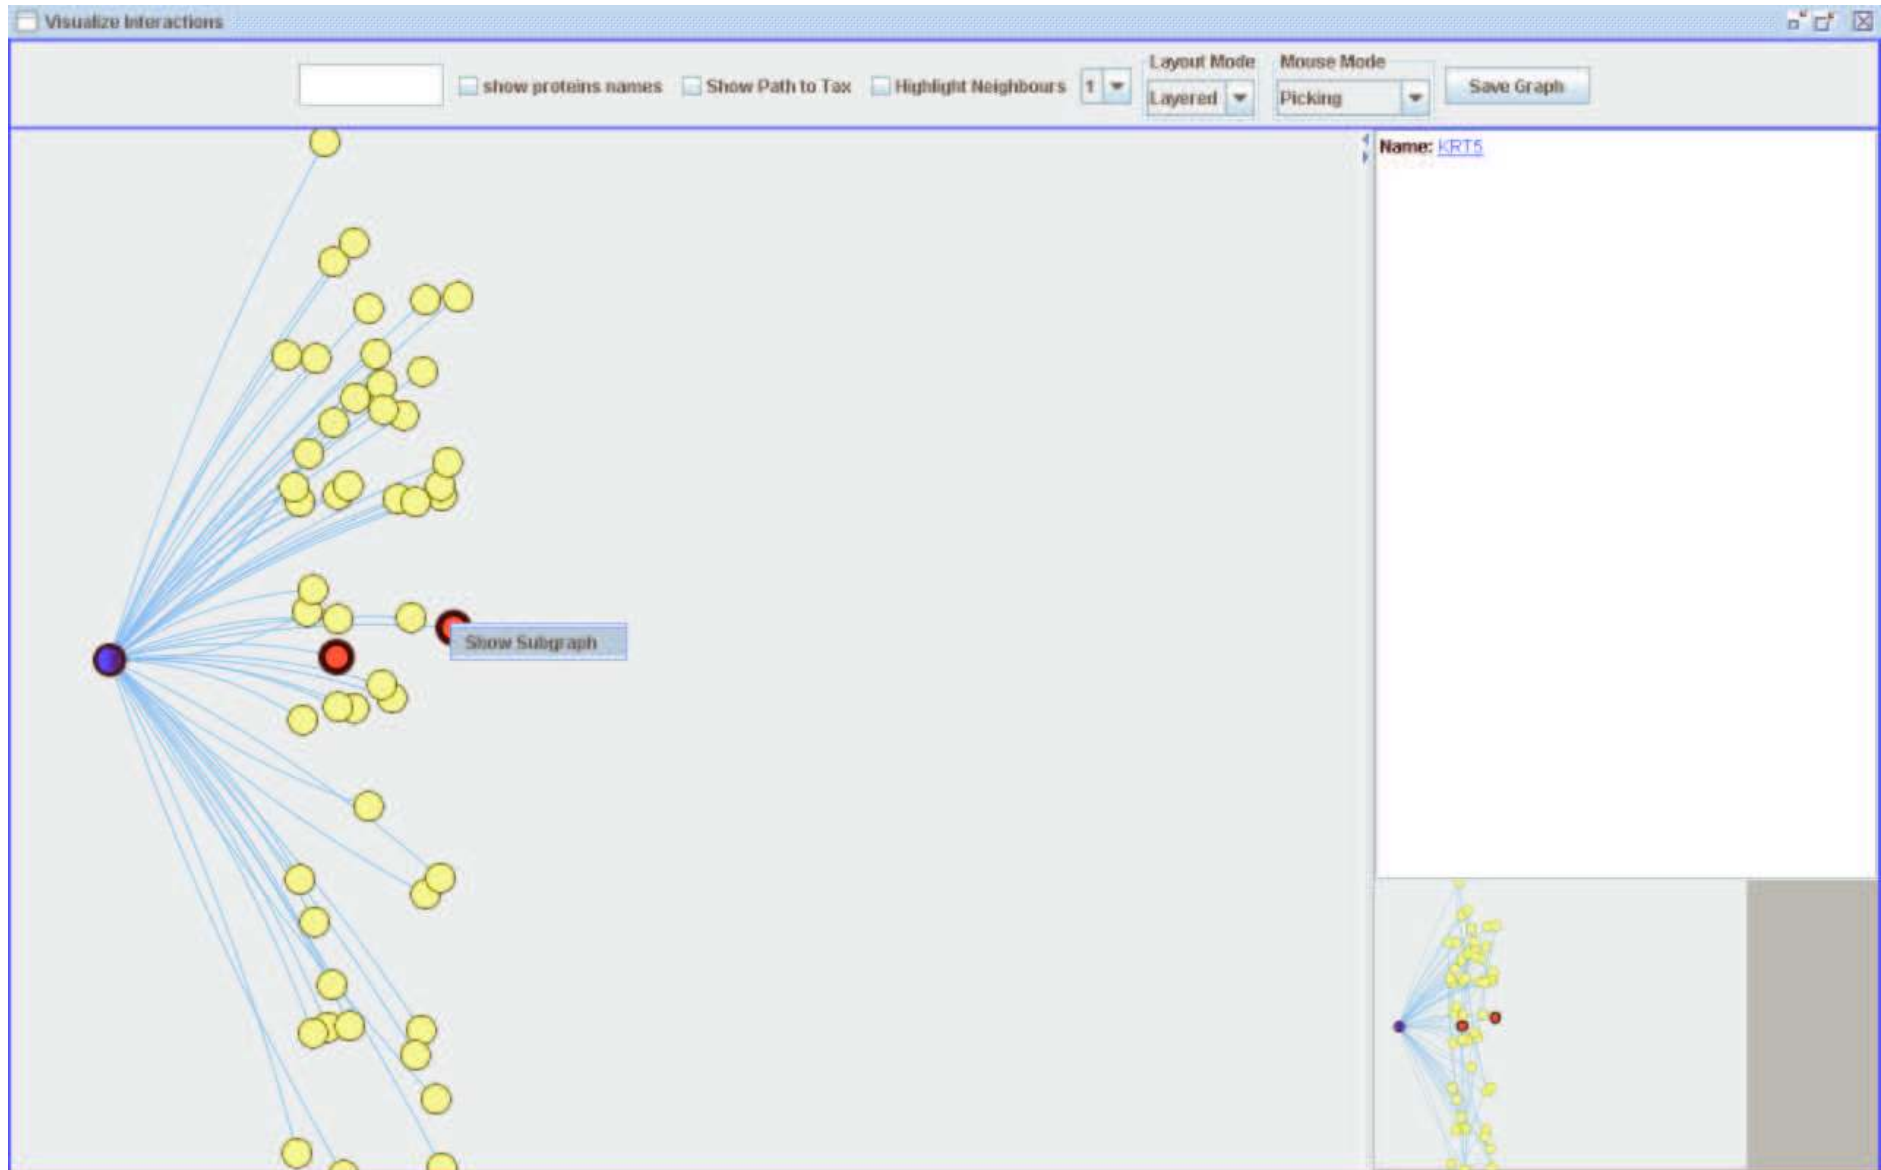 Visualize Interactions
Layout Mode Mouse Mode
show proteins names Show Path to Tax Highlight Neighbours 1 Layered Picking Save Graph
Name: KRT5
Show Subgraph